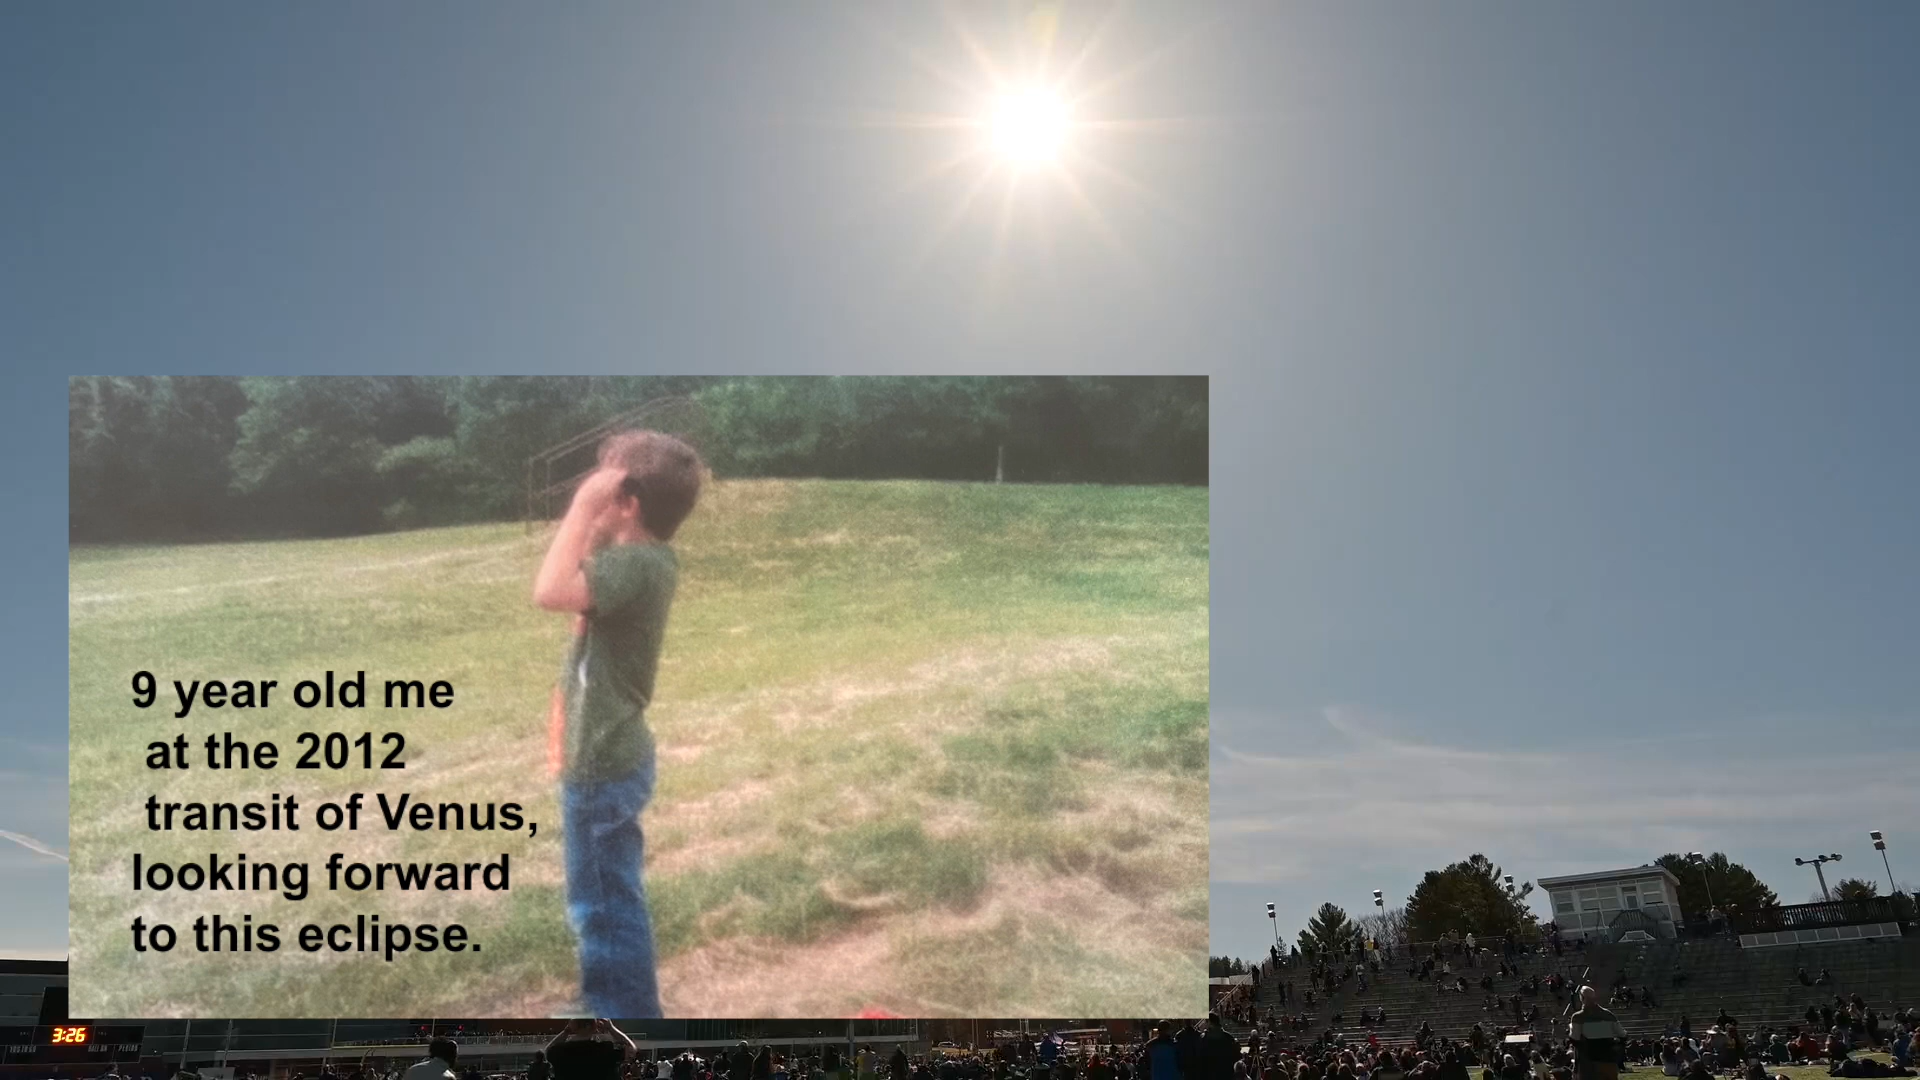 9 year old me
at the 2012
transit of Venus,
looking forward
to this eclipse.
3:26